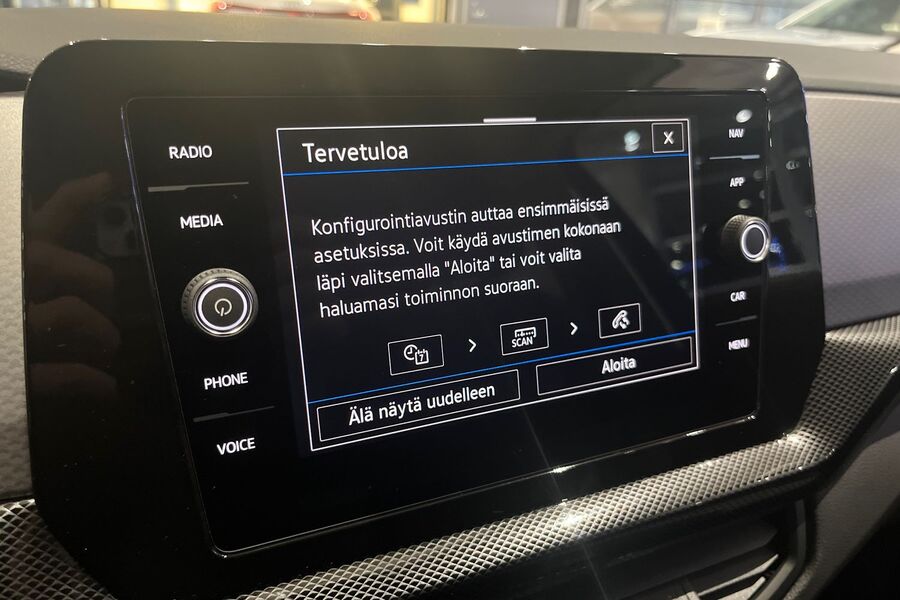 RADIO
MEDIA
PHONE
VOICE
Tervetuloa
X
Konfigurointiavustin auttaa ensimmäisissä
asetuksissa. Voit käydä avustimen kokonaan
läpi valitsemalla "Aloita" tai voit valita
haluamasi toiminnon suoraan.
7
SCAN
Älä näytä uudelleen
Aloita
NAV
APP
CAR
MENU